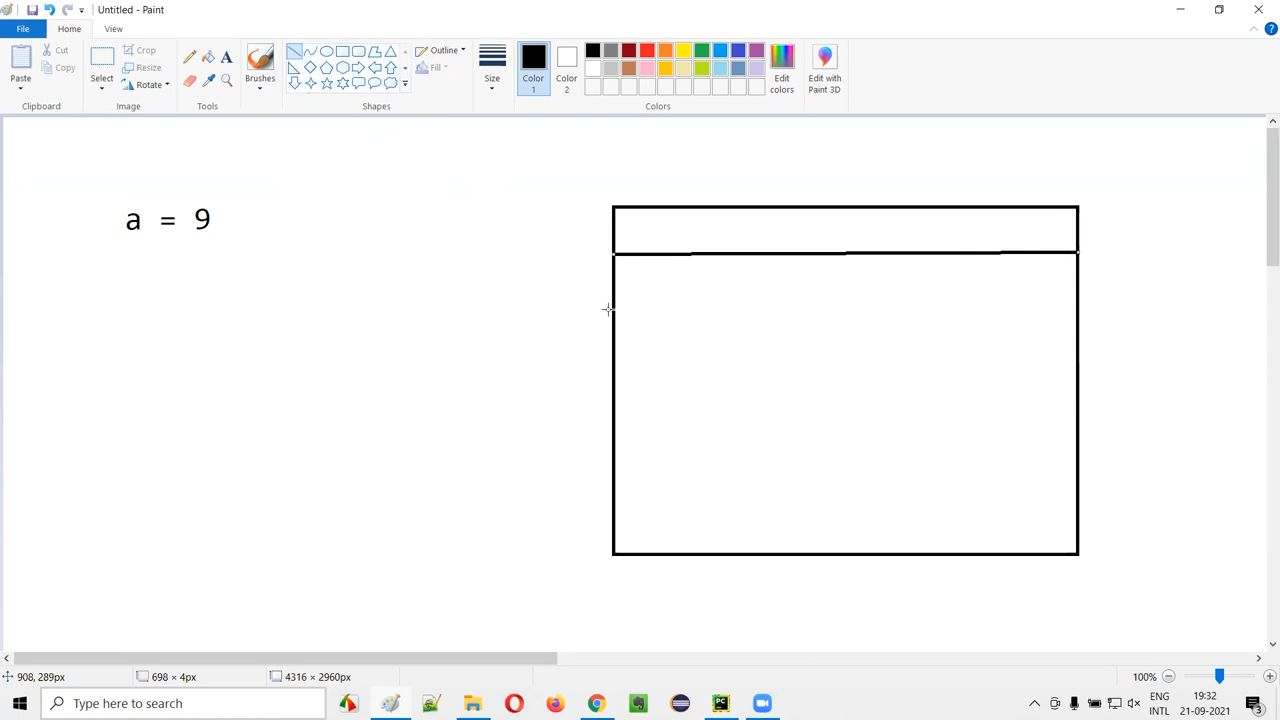 Untitled - Paint
File
Home
View
Paste
Cut
Copy
Clipboard
Select
Crop
Resize
Rotate
Image
A
Tools
Brushes
Outline
Fill
Shapes
Size
Color 1
Color 2
Edit colors
Colors
Edit with Paint 3D
a = 9
908, 289px
698 × 4px
4316 × 2960px
100%
Type here to search
PC
ENG
INTL
19:32
21-09-2021
3